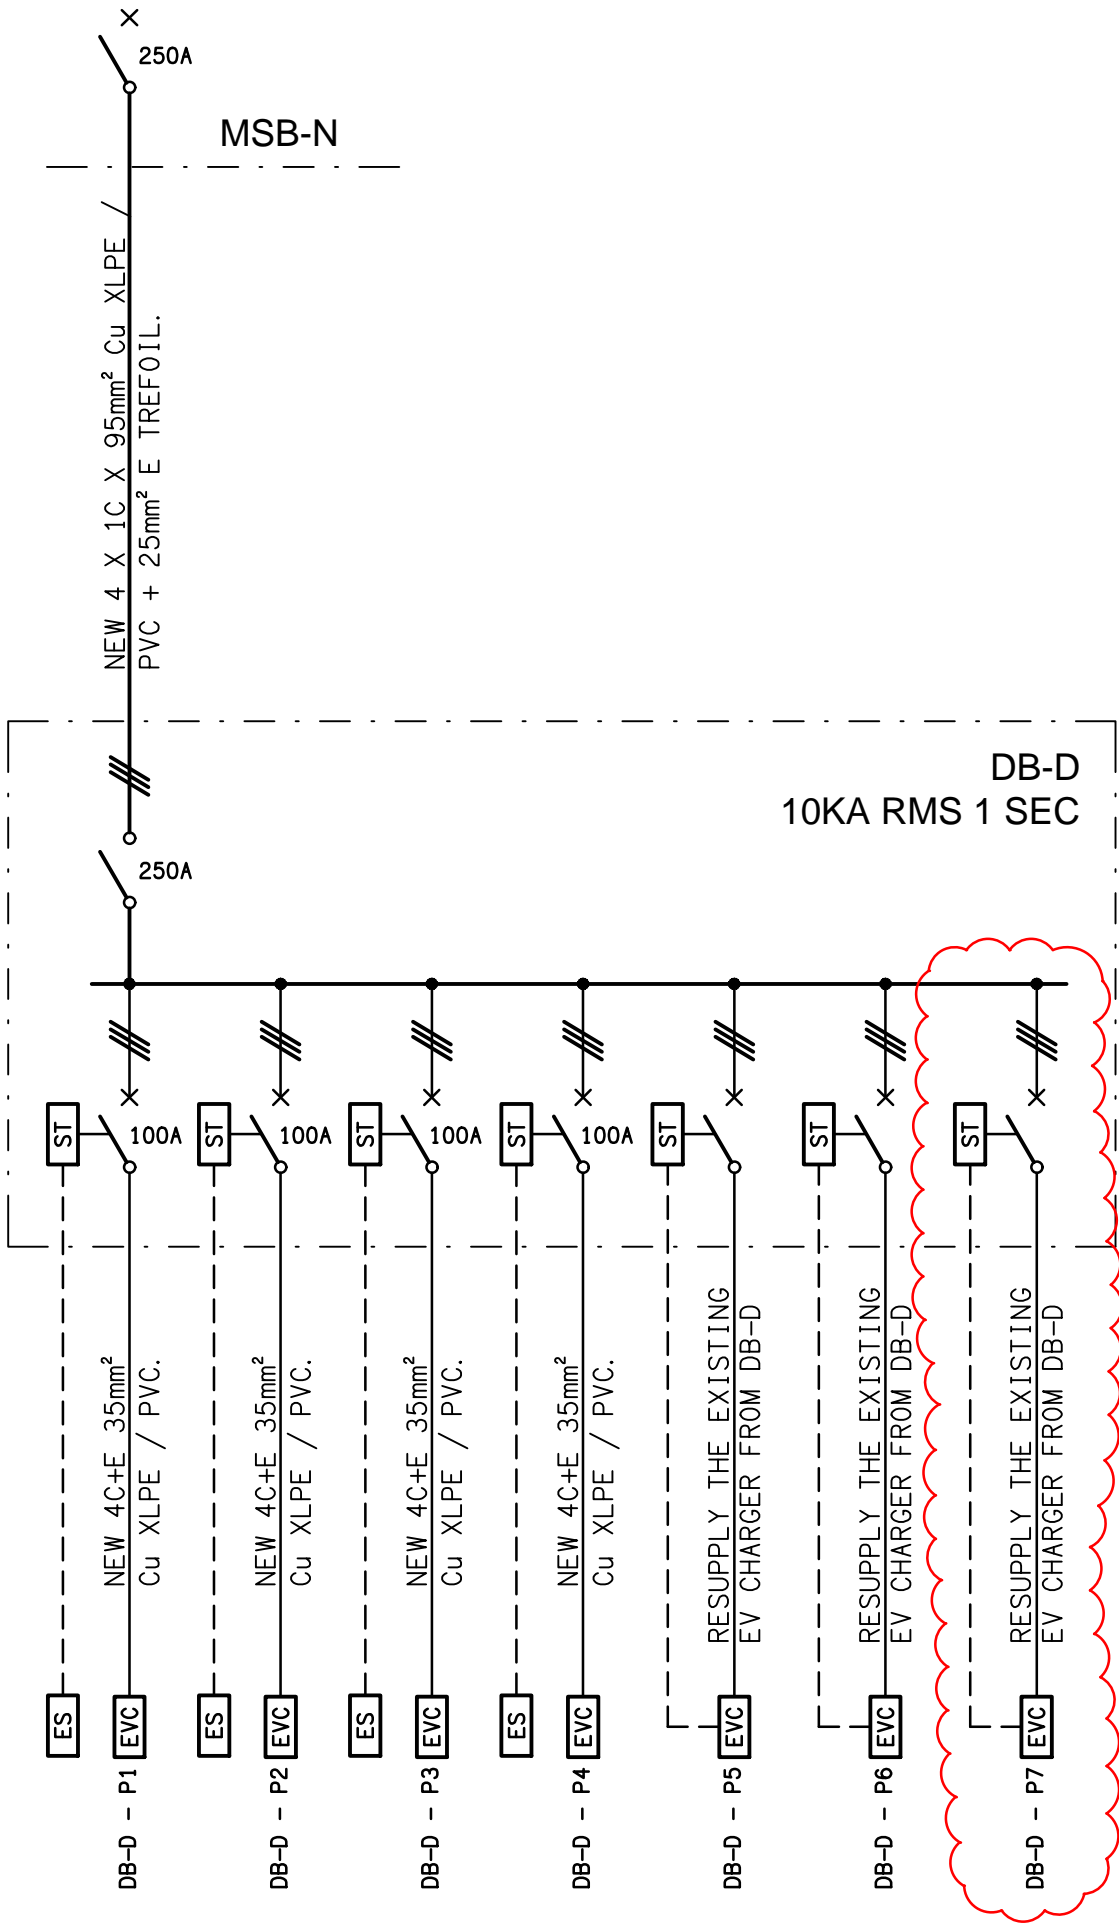 250A
MSB-N
NEW 4 X 1C X 95mm² Cu XLPE /
PVC + 25mm² E TREFOIL.
DB-D
10KA RMS 1 SEC
250A
ST
100A
ST
100A
ST
100A
ST
100A
ST
ST
ST
NEW 4C+E 35mm²
Cu XLPE / PVC.
NEW 4C+E 35mm²
Cu XLPE / PVC.
NEW 4C+E 35mm²
Cu XLPE / PVC.
NEW 4C+E 35mm²
Cu XLPE / PVC.
RESUPPLY THE EXISTING
EV CHARGER FROM DB-D
RESUPPLY THE EXISTING
EV CHARGER FROM DB-D
RESUPPLY THE EXISTING
EV CHARGER FROM DB-D
ES
EVC
ES
EVC
ES
EVC
ES
EVC
EVC
EVC
EVC
DB-D - P1
DB-D - P2
DB-D - P3
DB-D - P4
DB-D - P5
DB-D - P6
DB-D - P7